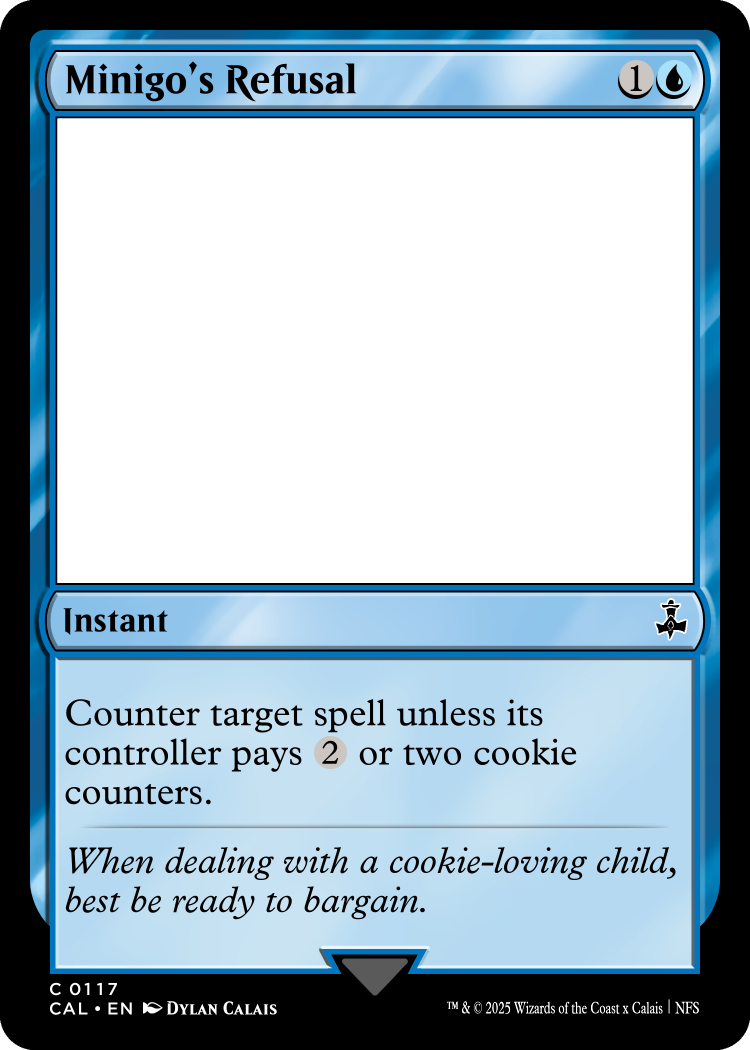 Minigo's Refusal 1
Instant
Counter target spell unless its
controller pays 2 or two cookie
counters.
When dealing with a cookie-loving child,
best be ready to bargain.
C 0117
CAL • EN Dylan Calais
™ & © 2025 Wizards of the Coast x Calais | NFS